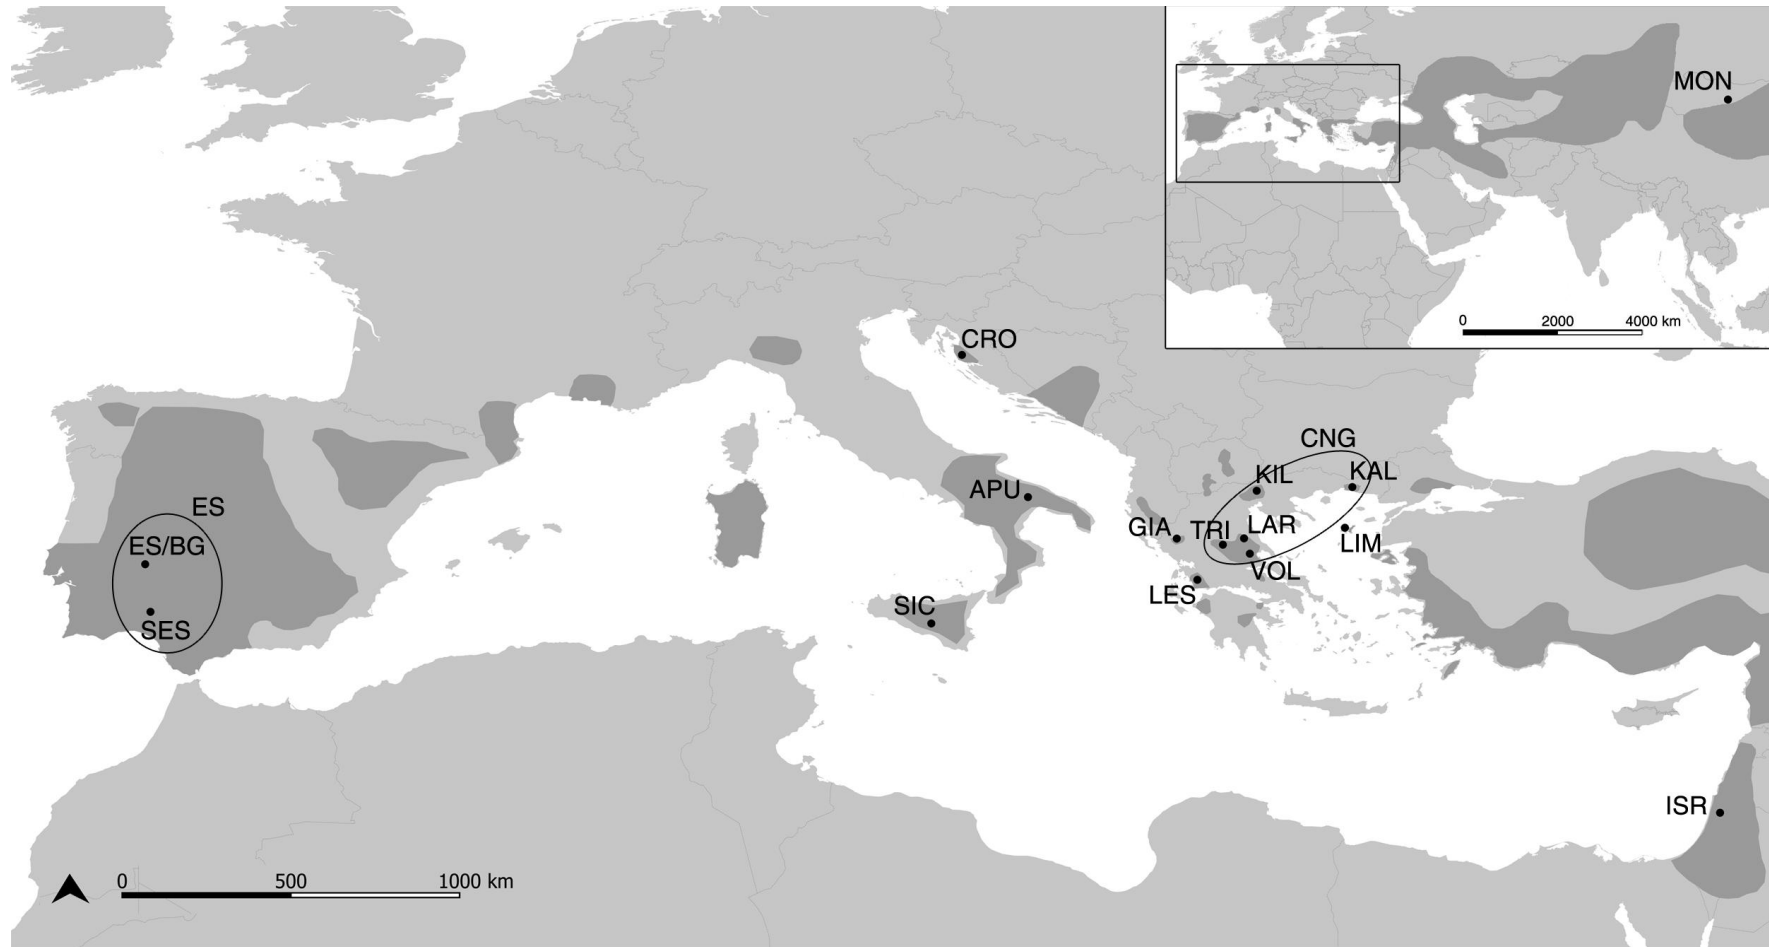 MON
0 2000 4000 km
CRO
CNG
KIL KAL
APU
ES
GIA TRI LAR
LIM
ES/BG
VOL
LES
SIC
SES
ISR
0 500 1000 km